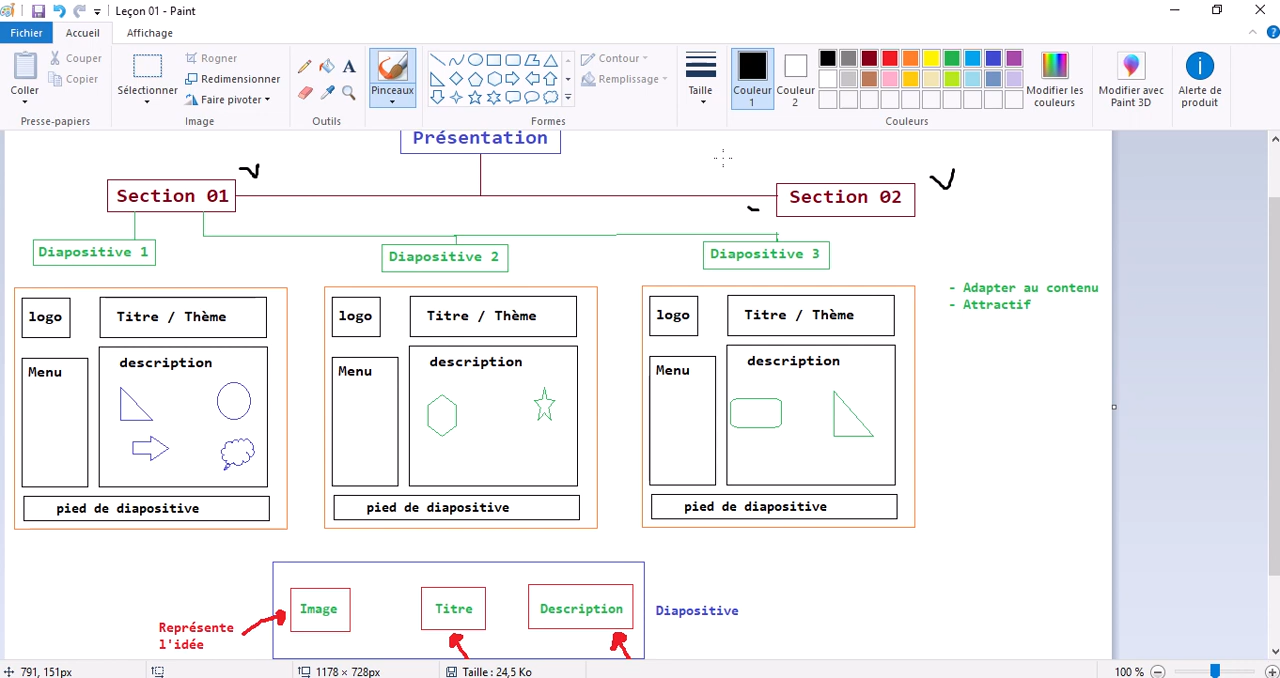 Leçon 01 - Paint
Fichier Accueil Affichage
Coller
Couper
Copier
Presse-papiers
Sélectionner
Rogner
Redimensionner
Faire pivoter
Image
Outils
Pinceaux
Formes
Contour
Remplissage
Taille
Couleur 1
Couleur 2
Couleurs
Modifier les couleurs
Modifier avec Paint 3D
Alerte de produit
Présentation
Section 01
Section 02
Diapositive 1
Diapositive 2
Diapositive 3
- Adapter au contenu
- Attractif
logo
Titre / Thème
Menu
description
pied de diapositive
logo
Titre / Thème
Menu
description
pied de diapositive
logo
Titre / Thème
Menu
description
pied de diapositive
Image
Titre
Description
Diapositive
Représente
l'idée
791, 151px
1178 × 728px
Taille : 24,5 Ko
100 %